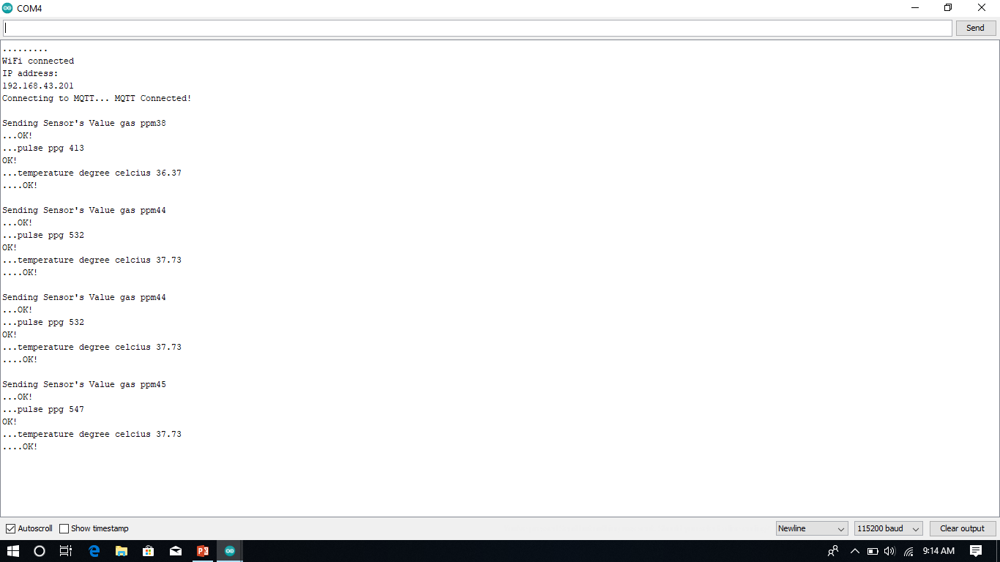 COM4
Send
.........
WiFi connected
IP address:
192.168.43.201
Connecting to MQTT... MQTT Connected!
Sending Sensor's Value gas ppm38
...OK!
...pulse ppg 413
OK!
...temperature degree celcius 36.37
....OK!
Sending Sensor's Value gas ppm44
...OK!
...pulse ppg 532
OK!
...temperature degree celcius 37.73
....OK!
Sending Sensor's Value gas ppm44
...OK!
...pulse ppg 532
OK!
...temperature degree celcius 37.73
....OK!
Sending Sensor's Value gas ppm45
...OK!
...pulse ppg 547
OK!
...temperature degree celcius 37.73
....OK!
Autoscroll Show timestamp Newline 115200 baud Clear output
9:14 AM